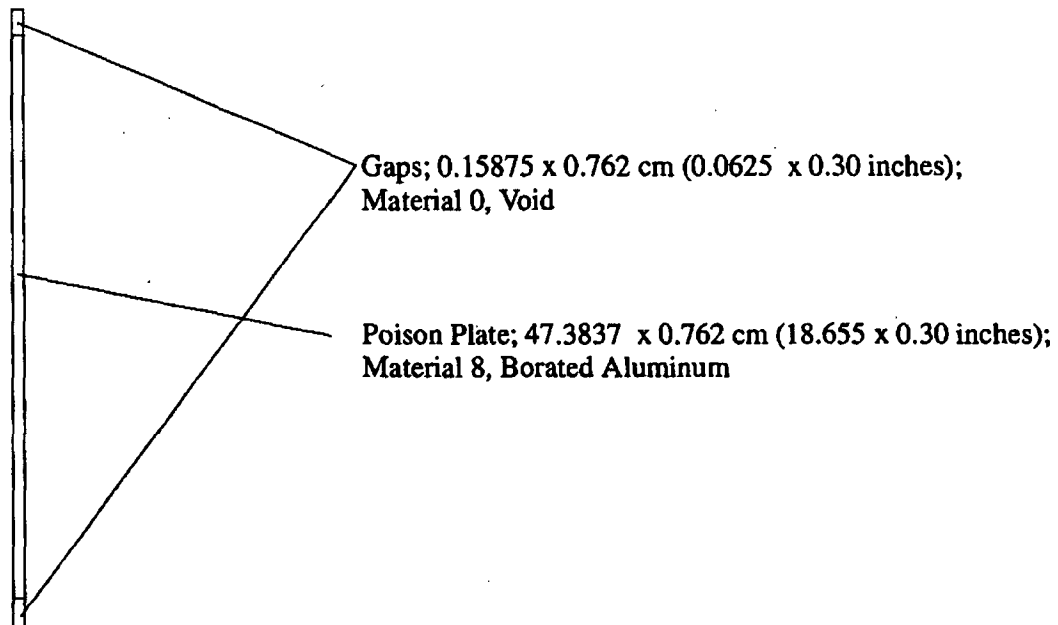 Gaps; 0.15875 x 0.762 cm (0.0625 x 0.30 inches);
Material 0, Void
Poison Plate; 47.3837 x 0.762 cm (18.655 x 0.30 inches);
Material 8, Borated Aluminum